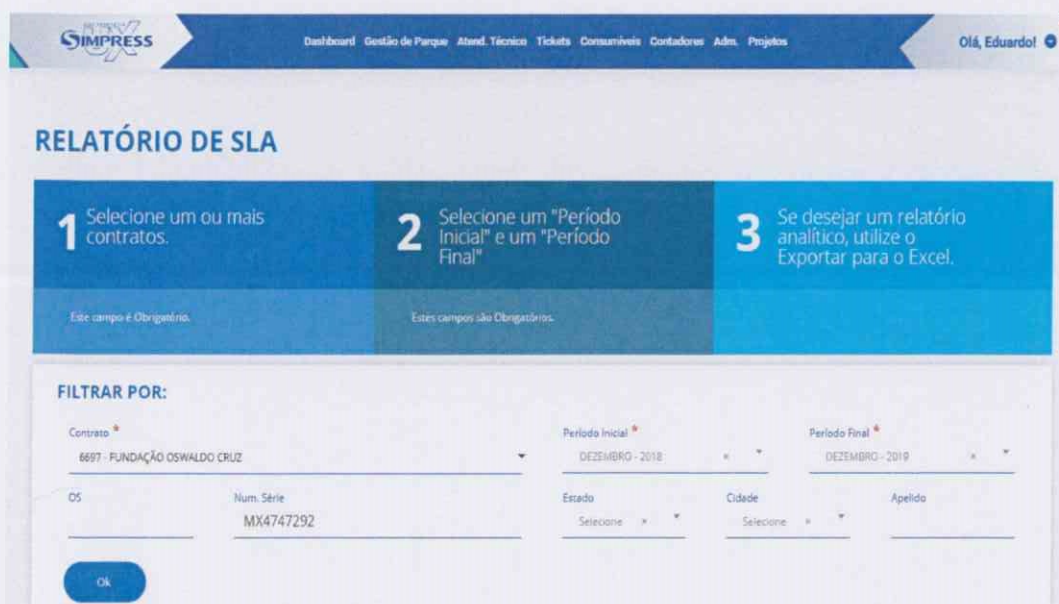 SIMPRESS
Dashboard Gestão de Parque Atend. Técnico Tickets Consumíveis Contadores Adm. Projetos
Olá, Eduardo!
RELATÓRIO DE SLA
1 Selecione um ou mais
contratos.
Este campo é Obrigatório.
2 Selecione um "Período
Inicial" e um "Período
Final"
Estes campos são Obrigatórios.
3 Se desejar um relatório
analítico, utilize o
Exportar para o Excel.
FILTRAR POR:
Contrato *
6697 - FUNDAÇÃO OSWALDO CRUZ
Período Inicial *
DEZEMBRO - 2018 ×
Período Final *
DEZEMBRO - 2019 ×
OS
Num. Série
MX4747292
Estado
Selecione ×
Cidade
Selecione ×
Apelido
Ok